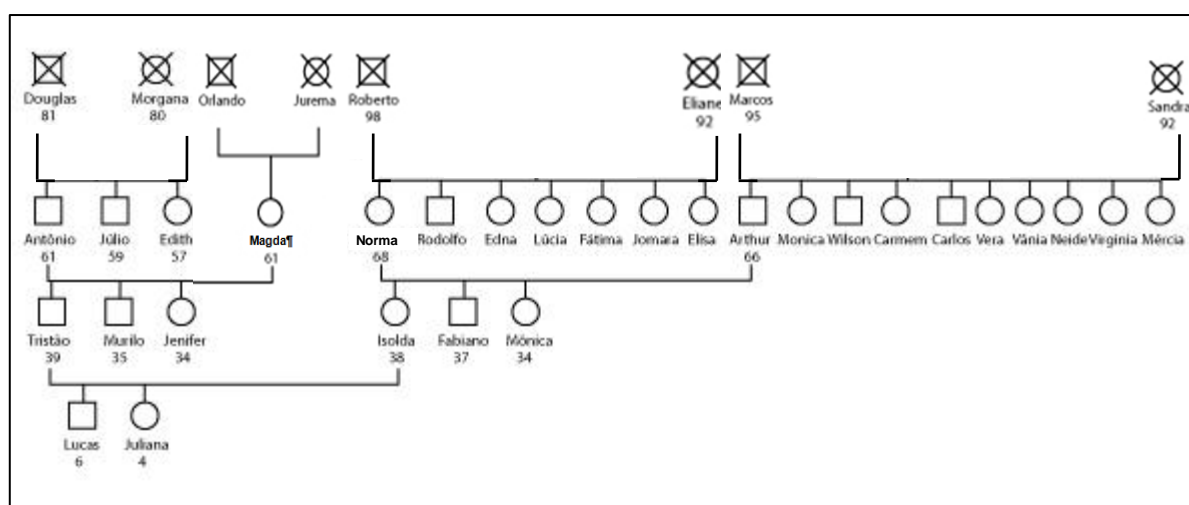 Douglas Morgana Orlando Jurema Roberto Eliane Marcos Sandra
81 80 98 92 95 92
Antônio Júlio Edith Magda¶ Norma Rodolfo Edna Lúcia Fátima Jomara Elisa Arthur Monica Wilson Carmem Carlos Vera Vânia Neide Virginia Mércia
61 59 57 61 68 66
Tristão Murilo Jenifer Isolda Fabiano Mônica
39 35 34 38 37 34
Lucas Juliana
6 4